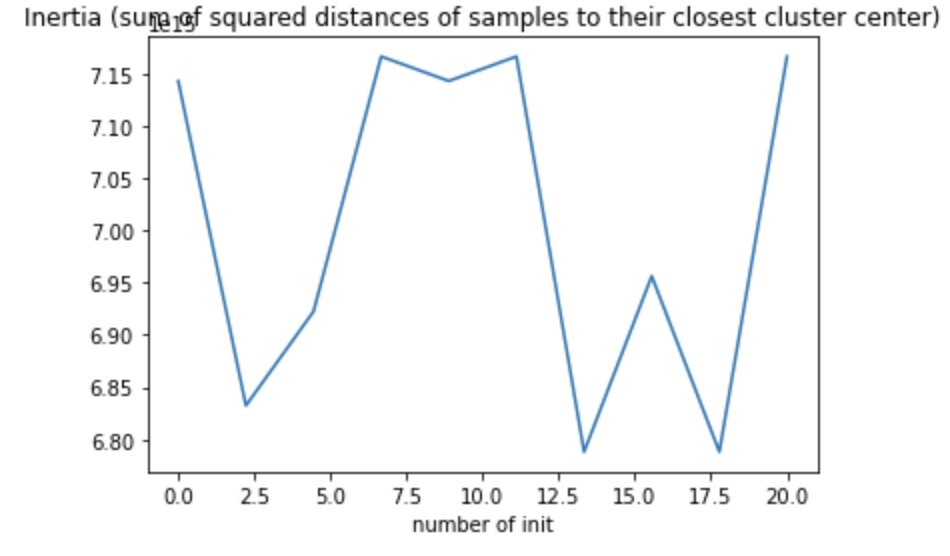 Inertia (sum of squared distances of samples to their closest cluster center)
1e15
7.15
7.10
7.05
7.00
6.95
6.90
6.85
6.80
0.0 2.5 5.0 7.5 10.0 12.5 15.0 17.5 20.0
number of init